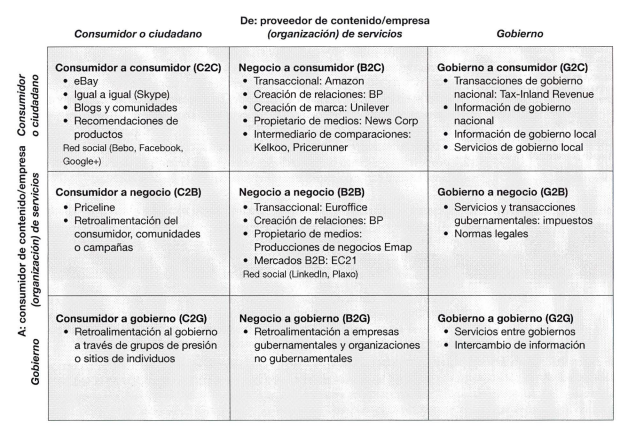 De: proveedor de contenido/empresa
(organización) de servicios
Consumidor o ciudadano
Gobierno
A: consumidor de contenido/empresa
(organización) de servicios
Consumidor
o ciudadano
Consumidor a consumidor (C2C)
• eBay
• Igual a igual (Skype)
• Blogs y comunidades
• Recomendaciones de
productos
Red social (Bebo, Facebook,
Google+)
Negocio a consumidor (B2C)
• Transaccional: Amazon
• Creación de relaciones: BP
• Creación de marca: Unilever
• Propietario de medios: News Corp
• Intermediario de comparaciones:
Kelkoo, Pricerunner
Gobierno a consumidor (G2C)
• Transacciones de gobierno
nacional: Tax-Inland Revenue
• Información de gobierno
nacional
• Información de gobierno local
• Servicios de gobierno local
Consumidor a negocio (C2B)
• Priceline
• Retroalimentación del
consumidor, comunidades
o campañas
Negocio a negocio (B2B)
• Transaccional: Euroffice
• Creación de relaciones: BP
• Propietario de medios:
Producciones de negocios Emap
• Mercados B2B: EC21
Red social (LinkedIn, Plaxo)
Gobierno a negocio (G2B)
• Servicios y transacciones
gubernamentales: impuestos
• Normas legales
Gobierno
Consumidor a gobierno (C2G)
• Retroalimentación al gobierno
a través de grupos de presión
o sitios de individuos
Negocio a gobierno (B2G)
• Retroalimentación a empresas
gubernamentales y organizaciones
no gubernamentales
Gobierno a gobierno (G2G)
• Servicios entre gobiernos
• Intercambio de información